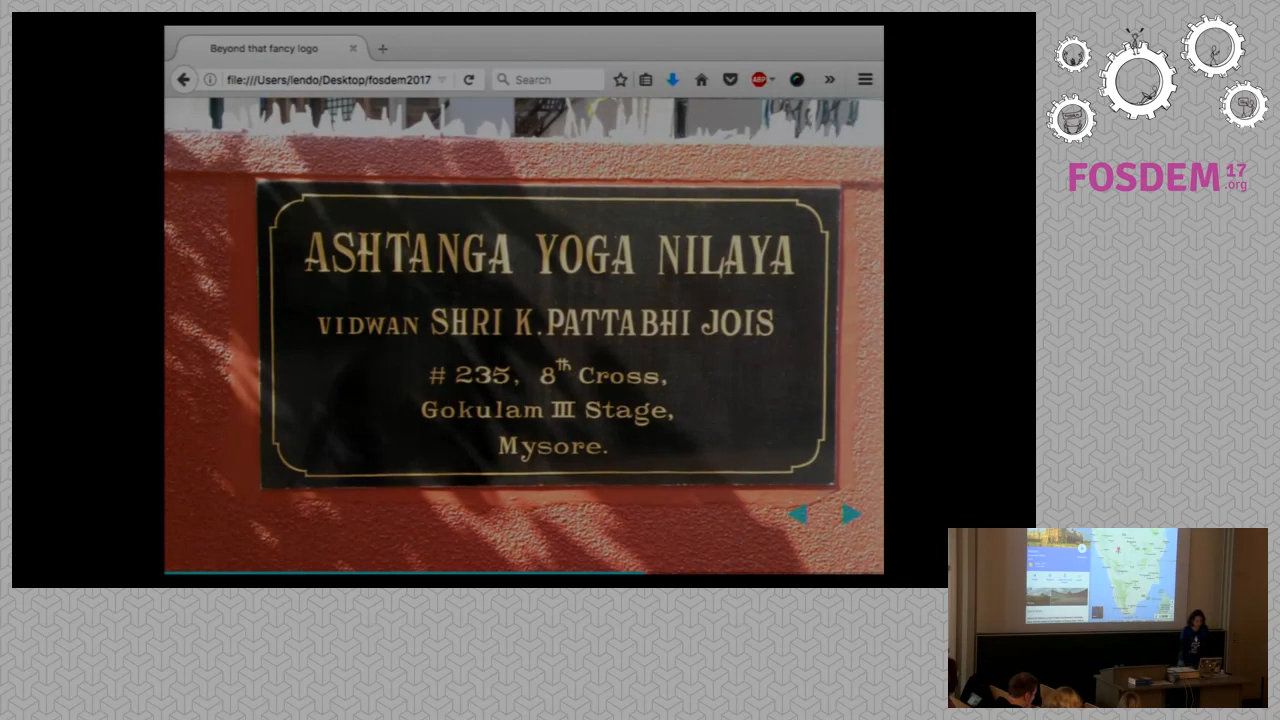 Beyond that fancy logo
file:///Users/lendo/Desktop/fosdem2017
Search
ABP
ASHTANGA YOGA NILAYA
VIDWAN SHRI K.PATTABHI JOIS
# 235, 8th Cross,
Gokulam III Stage,
Mysore.
FOSDEM 17
.org